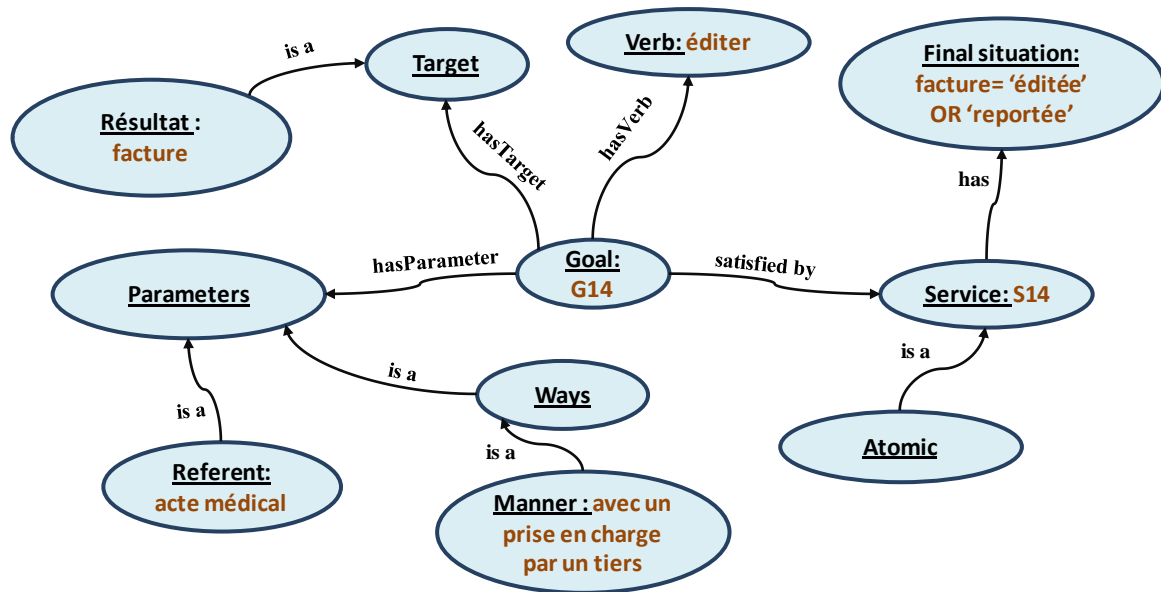 is a
Target
Verb: éditer
Final situation:
facture= ‘éditée’
OR ‘reportée’
Résultat :
facture
hasTarget
hasVerb
has
hasParameter
Goal:
G14
satisfied by
Parameters
Service: S14
is a
is a
is a
Ways
Referent:
acte médical
is a
Manner : avec un
prise en charge
par un tiers
Atomic